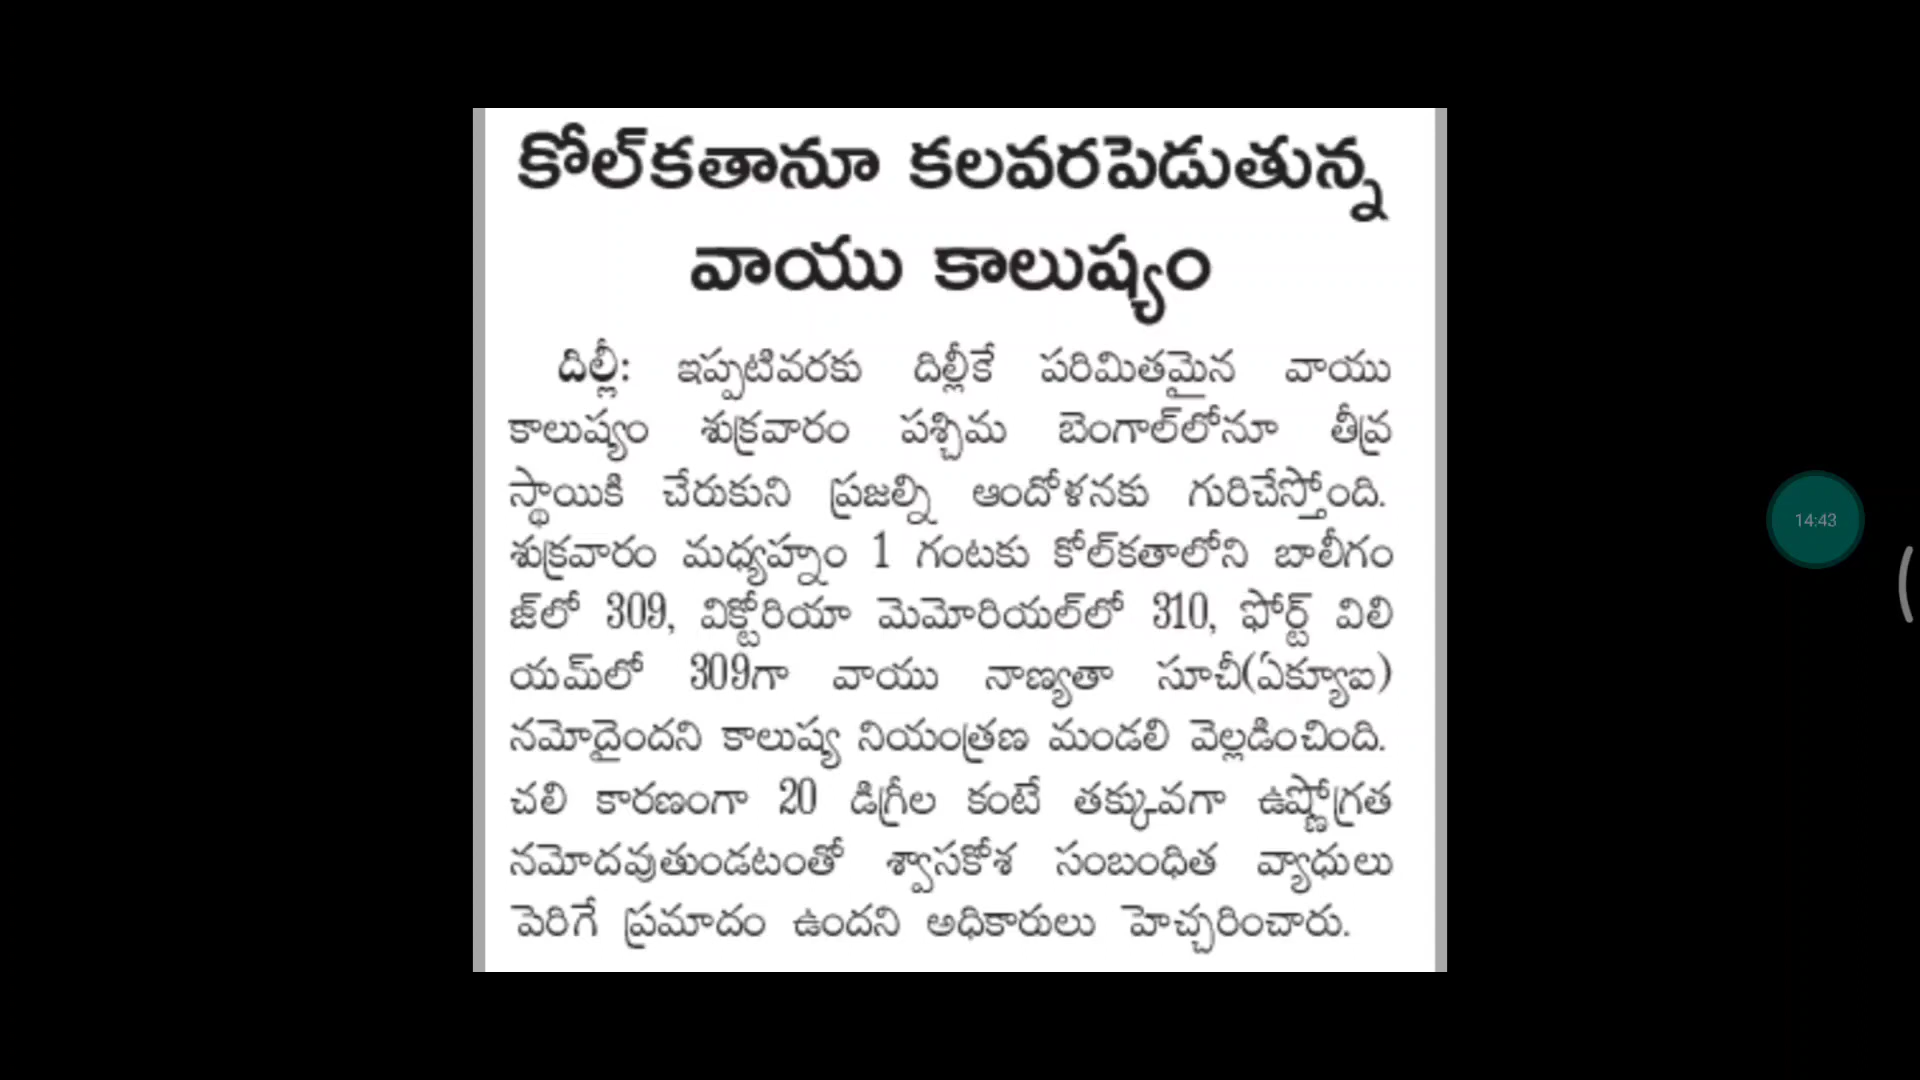 కోల్‌కతానూ కలవరపెడుతున్న
వాయు కాలుష్యం
దిల్లీ: ఇప్పటివరకు దిల్లీకే పరిమితమైన వాయు
కాలుష్యం శుక్రవారం పశ్చిమ బెంగాల్‌లోనూ తీవ్ర
స్థాయికి చేరుకుని ప్రజల్ని ఆందోళనకు గురిచేస్తోంది.
శుక్రవారం మధ్యహ్నం 1 గంటకు కోల్‌కతాలోని బాలీగం
జ్‌లో 309, విక్టోరియా మెమోరియల్‌లో 310, ఫోర్ట్ విలి
యమ్‌లో 309గా వాయు నాణ్యతా సూచీ(ఏక్యూఐ)
నమోదైందని కాలుష్య నియంత్రణ మండలి వెల్లడించింది.
చలి కారణంగా 20 డిగ్రీల కంటే తక్కువగా ఉష్ణోగ్రత
నమోదవుతుండటంతో శ్వాసకోశ సంబంధిత వ్యాధులు
పెరిగే ప్రమాదం ఉందని అధికారులు హెచ్చరించారు.
14:43